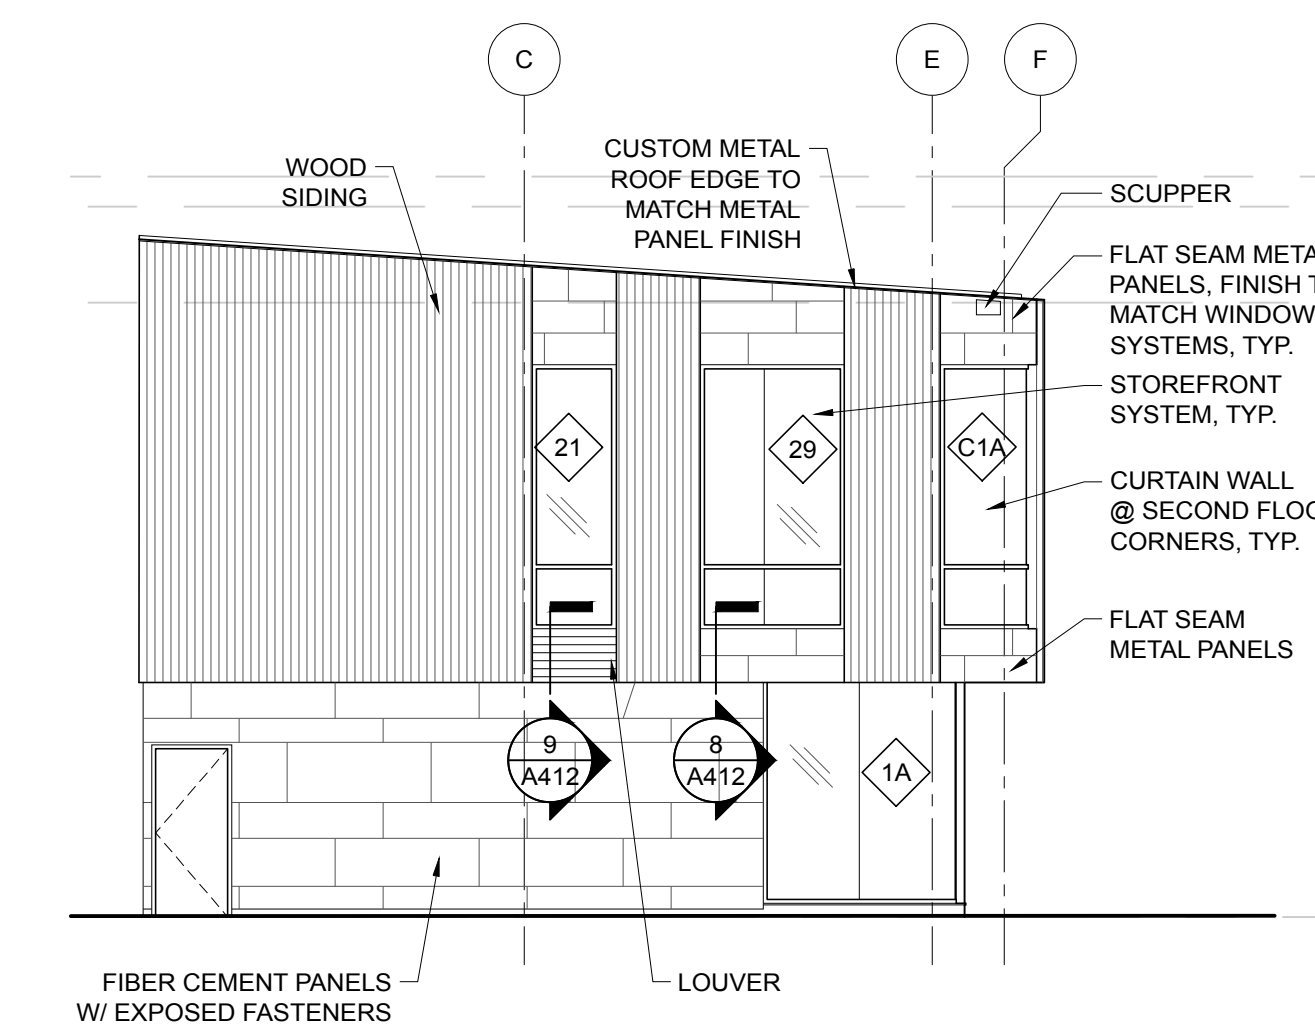 C
E
F
WOOD
SIDING
CUSTOM METAL
ROOF EDGE TO
MATCH METAL
PANEL FINISH
SCUPPER
FLAT SEAM META
PANELS, FINISH T
MATCH WINDOW
SYSTEMS, TYP.
STOREFRONT
SYSTEM, TYP.
21
29
C1A
CURTAIN WALL
@ SECOND FLOO
CORNERS, TYP.
FLAT SEAM
METAL PANELS
9
A412
8
A412
1A
FIBER CEMENT PANELS
W/ EXPOSED FASTENERS
LOUVER